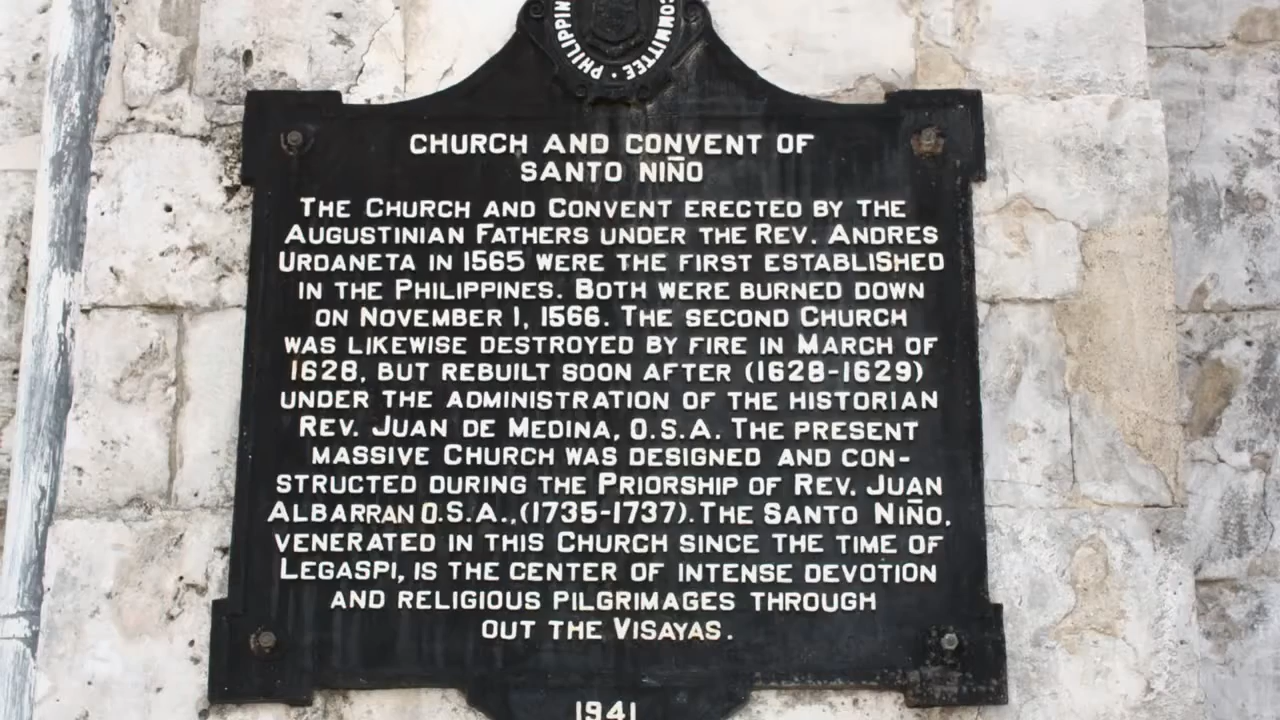 PHILIPPIN COMMITTEE
CHURCH AND CONVENT OF
SANTO NIÑO
THE CHURCH AND CONVENT ERECTED BY THE
AUGUSTINIAN FATHERS UNDER THE REV. ANDRES
URDANETA IN 1565 WERE THE FIRST ESTABLISHED
IN THE PHILIPPINES. BOTH WERE BURNED DOWN
ON NOVEMBER 1, 1566. THE SECOND CHURCH
WAS LIKEWISE DESTROYED BY FIRE IN MARCH OF
1628, BUT REBUILT SOON AFTER (1628-1629)
UNDER THE ADMINISTRATION OF THE HISTORIAN
REV. JUAN DE MEDINA, O.S.A. THE PRESENT
MASSIVE CHURCH WAS DESIGNED AND CON-
STRUCTED DURING THE PRIORSHIP OF REV. JUAN
ALBARRAN O.S.A.,(1735-1737). THE SANTO NIÑO,
VENERATED IN THIS CHURCH SINCE THE TIME OF
LEGASPI, IS THE CENTER OF INTENSE DEVOTION
AND RELIGIOUS PILGRIMAGES THROUGH
OUT THE VISAYAS.
1941